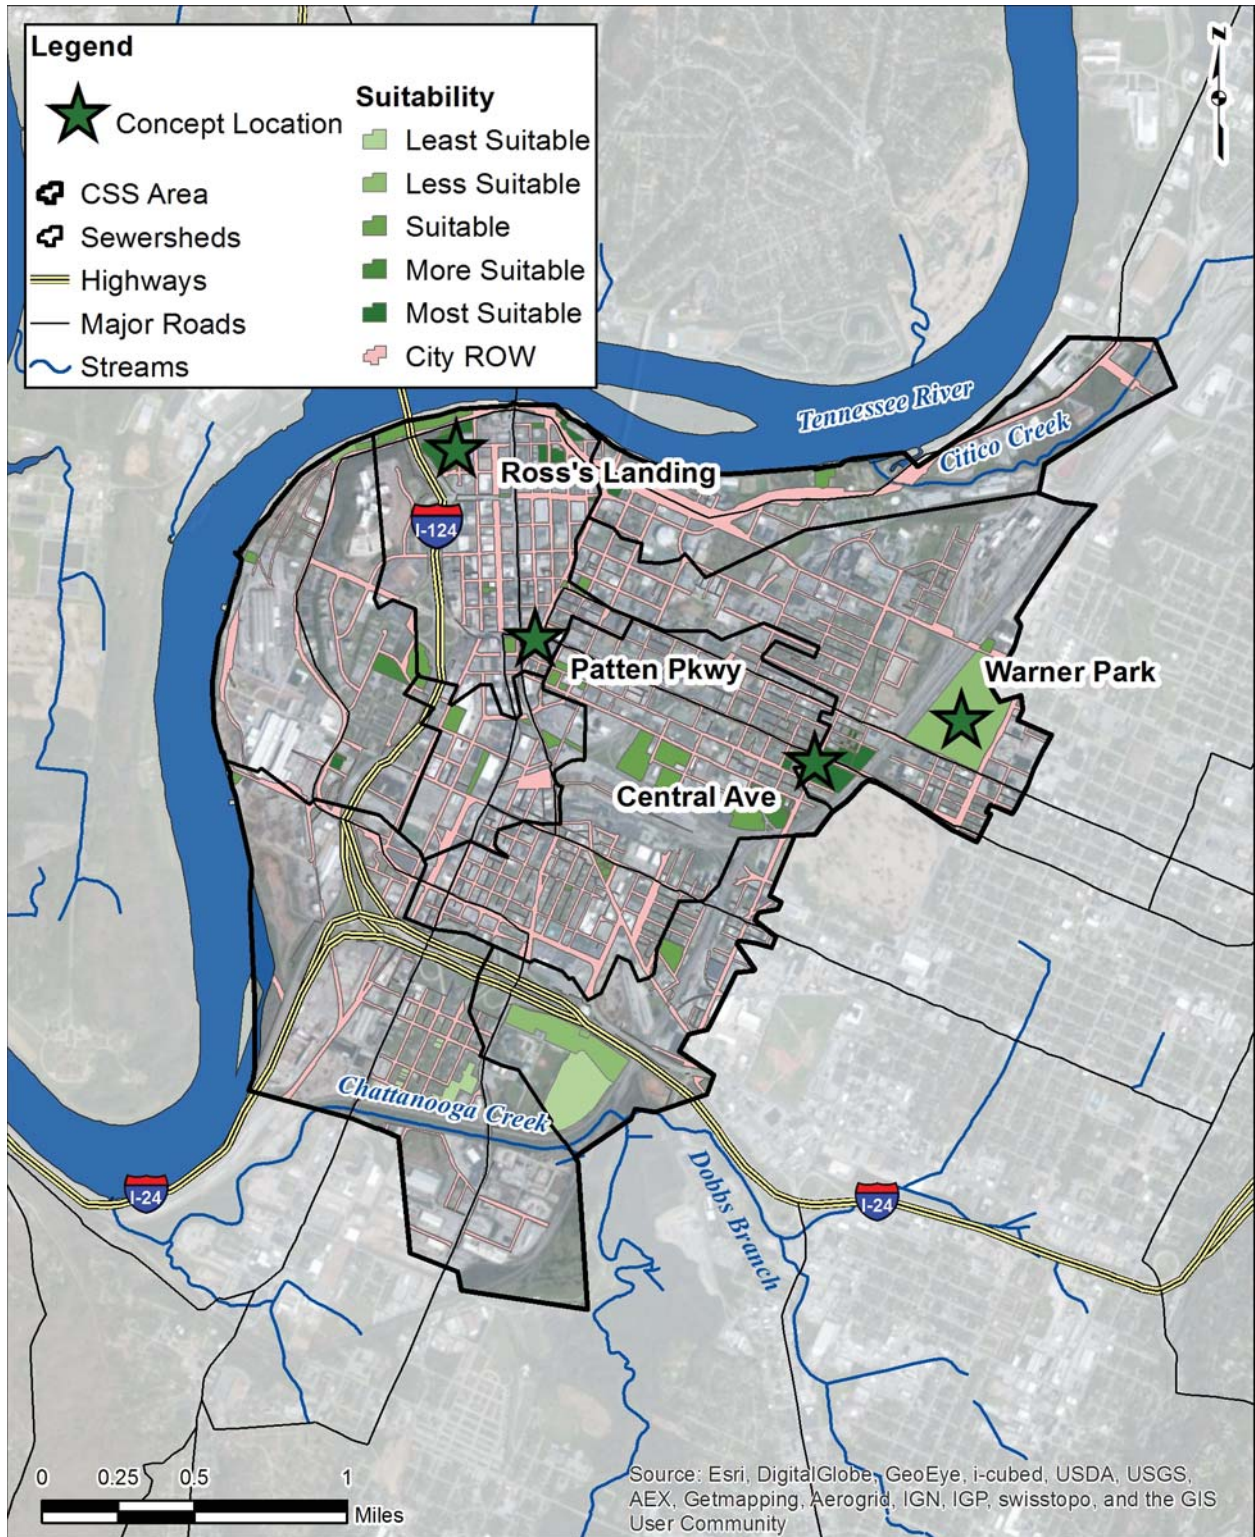 Legend
Concept Location
CSS Area
Sewersheds
Highways
Major Roads
Streams
Suitability
Least Suitable
Less Suitable
Suitable
More Suitable
Most Suitable
City ROW
Z
Tennessee River
Citico Creek
Ross's Landing
I-124
Patten Pkwy
Warner Park
Central Ave
Chattanooga Creek
Dobbs Branch
I-24
I-24
0 0.25 0.5 1
Miles
Source: Esri, DigitalGlobe, GeoEye, i-cubed, USDA, USGS,
AEX, Getmapping, Aerogrid, IGN, IGP, swisstopo, and the GIS
User Community